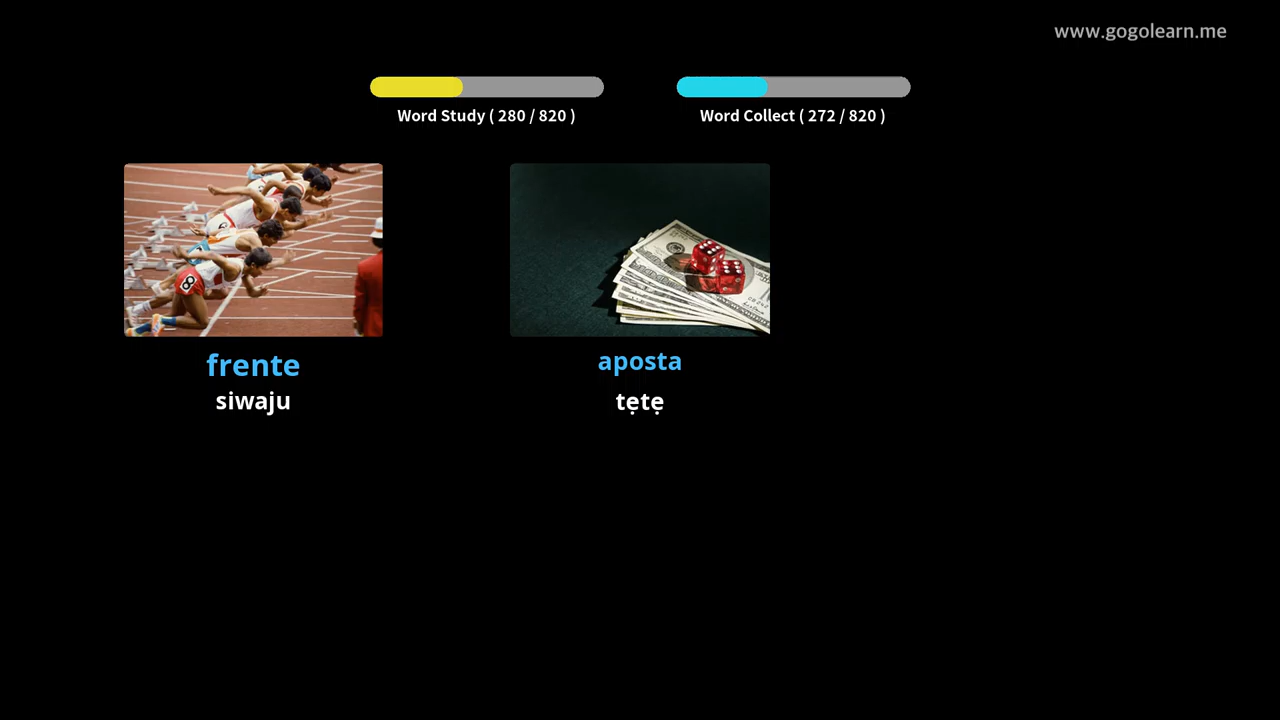 www.gogolearn.me
Word Study ( 280 / 820 )
Word Collect ( 272 / 820 )
frente
siwaju
aposta
tẹtẹ